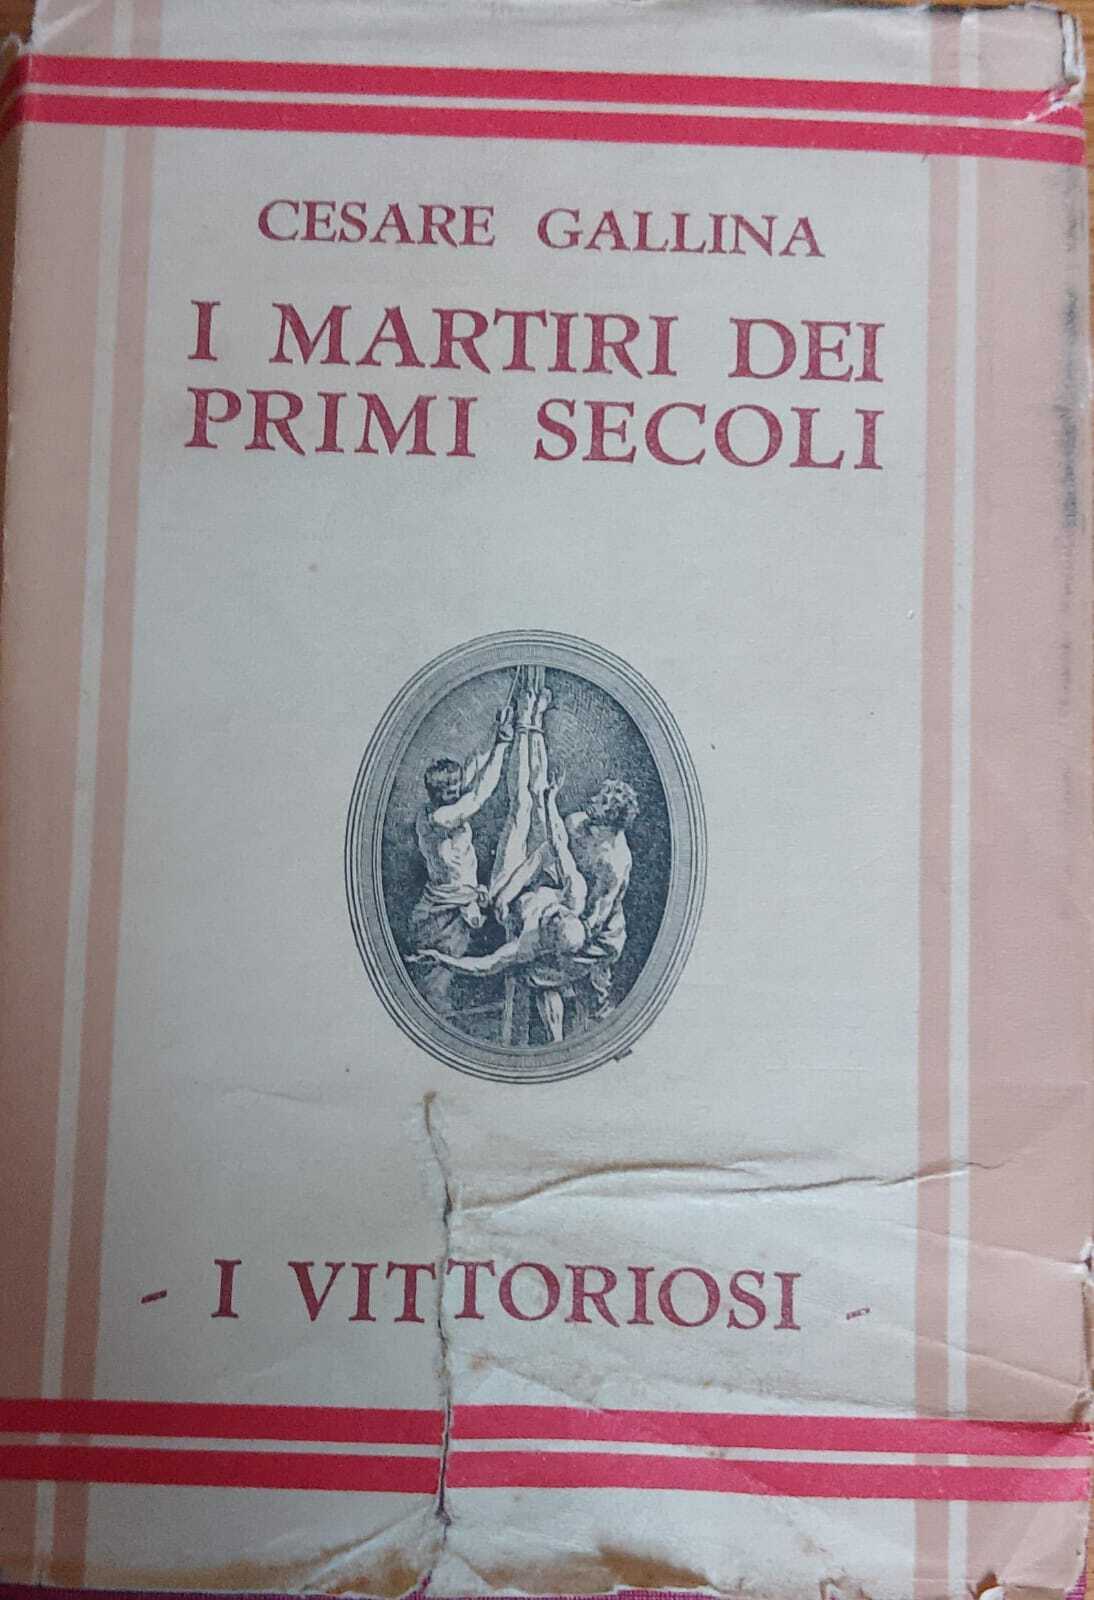 CESARE GALLINA
I MARTIRI DEI
PRIMI SECOLI
- I VITTORIOSI -